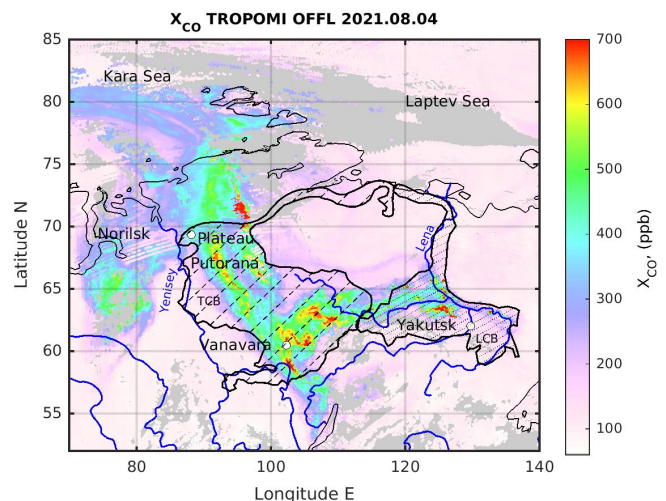 X_CO TROPOMI OFFL 2021.08.04
85
80
75
70
65
60
55
Latitude N
80
100
120
140
Longitude E
Kara Sea
Laptev Sea
Norilsk
Plateau
Putorana
Lena
Yenisey
TCB
Vanavara
Yakutsk
LCB
700
600
500
400
300
200
100
X_CO, (ppb)